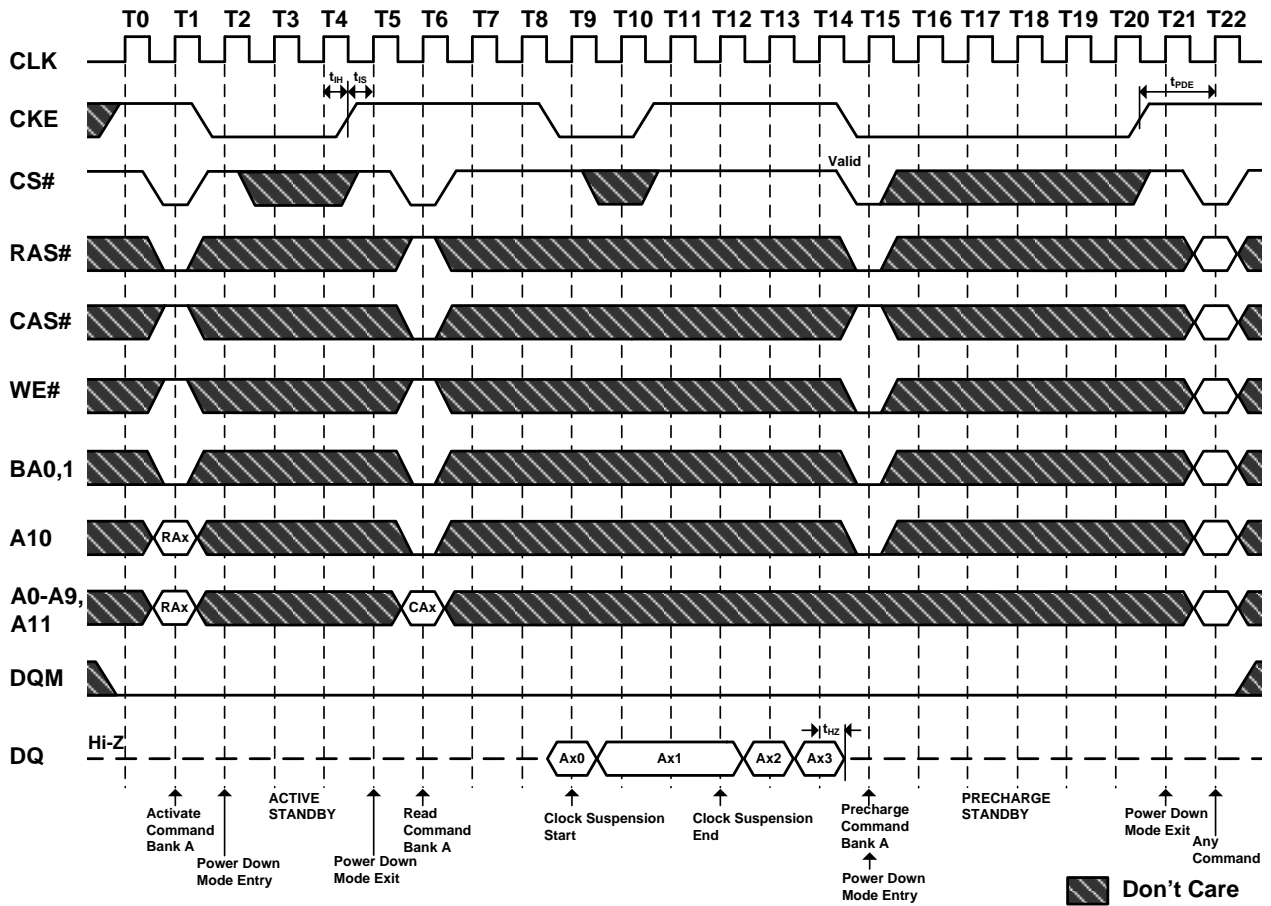 T0 T1 T2 T3 T4 T5 T6 T7 T8 T9 T10 T11 T12 T13 T14 T15 T16 T17 T18 T19 T20 T21 T22
CLK
tIH tIS
tPDE
CKE
Valid
CS#
RAS#
CAS#
WE#
BA0,1
A10
RAx
A0-A9,
A11
RAx
CAx
DQM
Hi-Z
tHZ
DQ
Ax0
Ax1
Ax2
Ax3
Activate
Command
Bank A
Power Down
Mode Entry
ACTIVE
STANDBY
Power Down
Mode Exit
Read
Command
Bank A
Clock Suspension
Start
Clock Suspension
End
Precharge
Command
Bank A
Power Down
Mode Entry
PRECHARGE
STANDBY
Power Down
Mode Exit
Any
Command
Don't Care